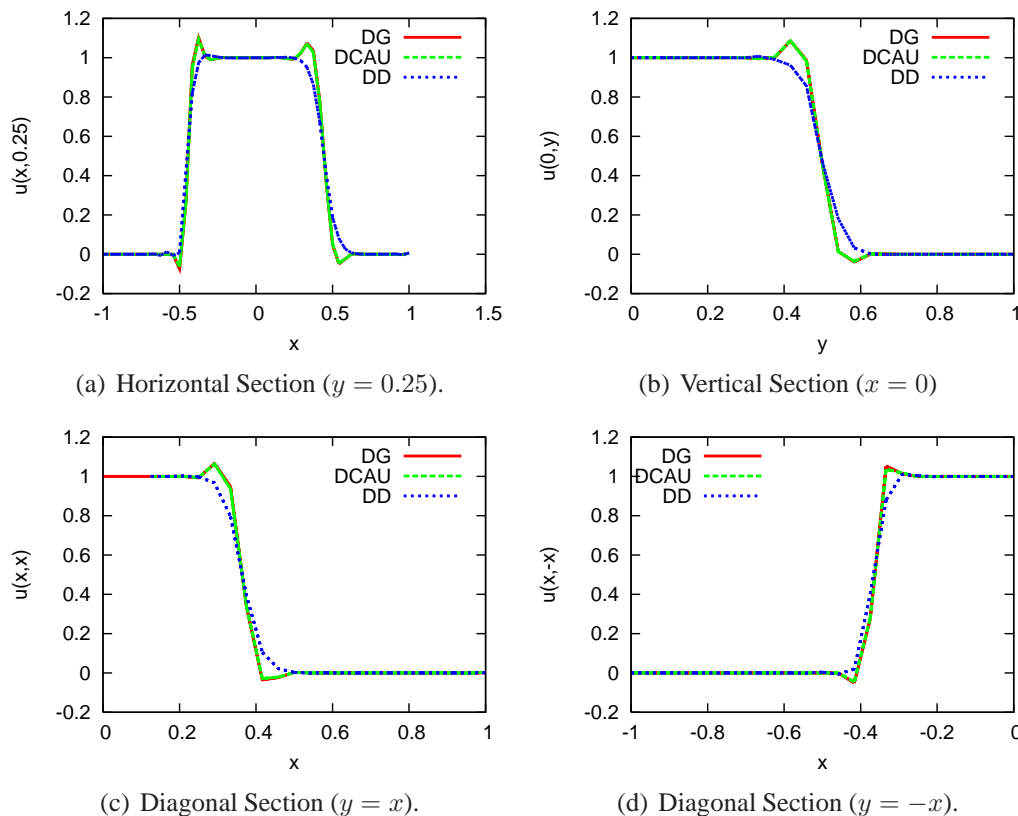 1.2
1
0.8
0.6
0.4
0.2
0
-0.2
u(x,0.25)
DG
DCAU
DD
-1 -0.5 0 0.5 1 1.5
x
(a) Horizontal Section (y = 0.25).
1.2
1
0.8
0.6
0.4
0.2
0
-0.2
u(0,y)
DG
DCAU
DD
0 0.2 0.4 0.6 0.8 1
y
(b) Vertical Section (x = 0)
1.2
1
0.8
0.6
0.4
0.2
0
-0.2
u(x,x)
DG
DCAU
DD
0 0.2 0.4 0.6 0.8 1
x
(c) Diagonal Section (y = x).
1.2
1
0.8
0.6
0.4
0.2
0
-0.2
u(x,-x)
DG
DCAU
DD
-1 -0.8 -0.6 -0.4 -0.2 0
x
(d) Diagonal Section (y = −x).